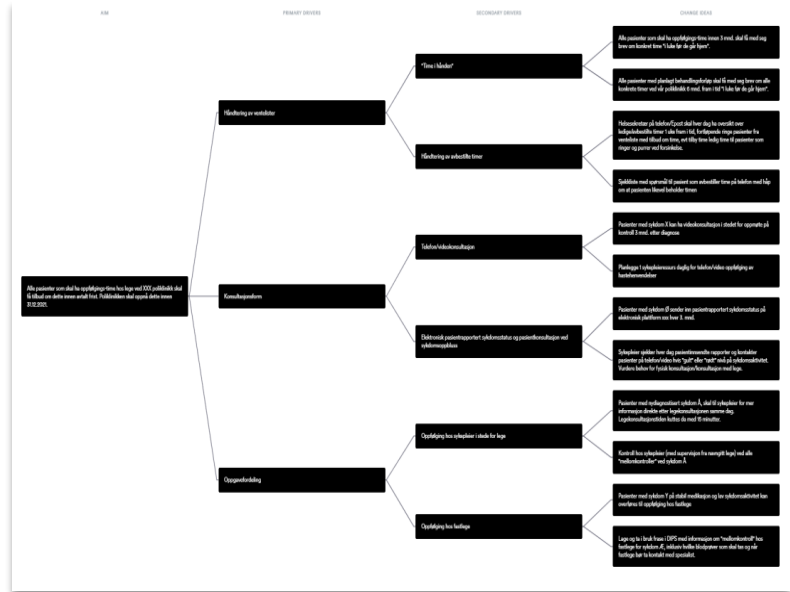 AIM
PRIMARY DRIVERS
SECONDARY DRIVERS
CHANGE IDEAS
Alle pasienter som skal ha oppfølgings-time hos lege ved XXX poliklinikk skal
få tilbud om dette innen avtalt frist. Poliklinikken skal oppnå dette innen
31.12.2021.
Håndtering av ventelister
Konsultasjonsform
Oppgavefordeling
"Time i hånden"
Håndtering av avbestilte timer
Telefon/videokonsultasjon
Elektronisk pasientrapportert sykdomsstatus og pasientkonsultasjon ved
sykdomsoppbluss
Oppfølging hos sykepleier i stede for lege
Oppfølging hos fastlege
Alle pasienter som skal ha oppfølgings-time innen 3 mnd. skal få med seg
brev om konkret time "i luke før de går hjem".
Alle pasienter med planlagt behandlingsforløp skal få med seg brev om alle
konkrete timer ved vår poliklinikk 6 mnd. fram i tid "i luke før de går hjem".
Helsesekretær på telefon/Epost skal hver dag ha oversikt over
ledige/avbestilte timer 1 uke fram i tid, fortløpende ringe pasienter fra
venteliste med tilbud om time, evt tilby time ledig time til pasienter som
ringer og purrer ved forsinkelse.
Sjekkliste med spørsmål til pasient som avbestiller time på telefon med håp
om at pasienten likevel beholder timen
Pasienter med sykdom X kan ha videokonsultasjon i stedet for oppmøte på
kontroll 3 mnd. etter diagnose
Planlegge 1 sykepleierressurs daglig for telefon/video oppfølging av
hastehenvendelser
Pasienter med sykdom Ø sender inn pasientrapportert sykdomsstatus på
elektronisk plattform xxx hver 3. mnd.
Sykepleier sjekker hver dag pasientinnsendte rapporter og kontakter
pasienter på telefon/video hvis "gult" eller "rødt" nivå på sykdomsaktivitet.
Vurdere behov for fysisk konsultasjon/konsultasjon med lege.
Pasienter med nydiagnostisert sykdom Å, skal til sykepleier for mer
informasjon direkte etter legekonsultasjonen samme dag.
Legekonsultasjonstiden kuttes da med 15 minutter.
Kontroll hos sykepleier (med supervisjon fra navngitt lege) ved alle
"mellomkontroller" ved sykdom Å
Pasienter med sykdom Y på stabil medikasjon og lav sykdomsaktivitet kan
overføres til oppfølging hos fastlege
Lage og ta i bruk frase i DIPS med informasjon om "mellomkontroll" hos
fastlege for sykdom Æ, inklusiv hvilke blodprøver som skal tas og når
fastlege bør ta kontakt med spesialist.